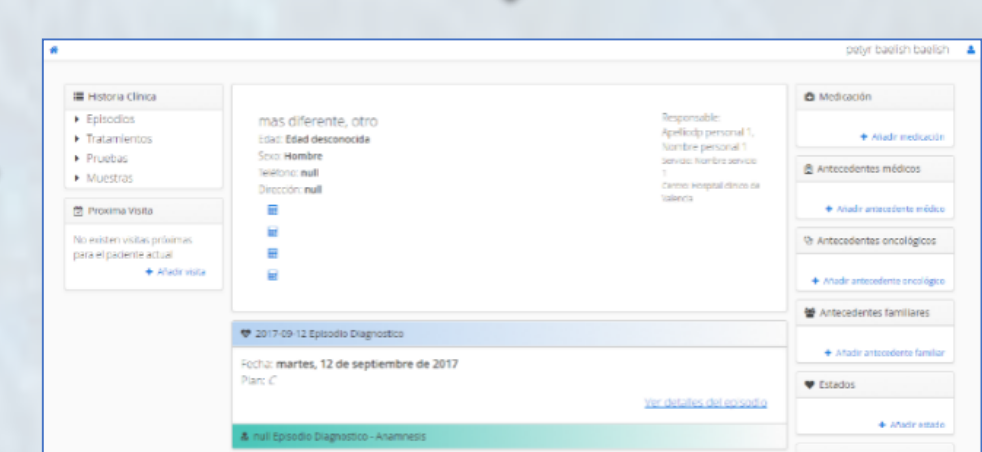 petyr baelish baelish
Historia Clínica
Episodios
Tratamientos
Pruebas
Muestras
Proxima Visita
No existen visitas próximas
para el paciente actual
Añadir visita
mas diferente, otro
Edad: Edad desconocida
Sexo: Hombre
Teléfono: null
Dirección: null
Responsable:
Apellidp personal 1,
Nombre personal 1
Servicio: Nombre servicio
1
Centro: Hospital clínico de
Valencia
2017-09-12 Episodio Diagnostico
Fecha: martes, 12 de septiembre de 2017
Plan: C
Ver detalles del episodio
null Episodio Diagnostico - Anamnesis
Medicación
Añadir medicación
Antecedentes médicos
Añadir antecedente médico
Antecedentes oncológicos
Añadir antecedente oncológico
Antecedentes familiares
Añadir antecedente familiar
Estados
Añadir estado